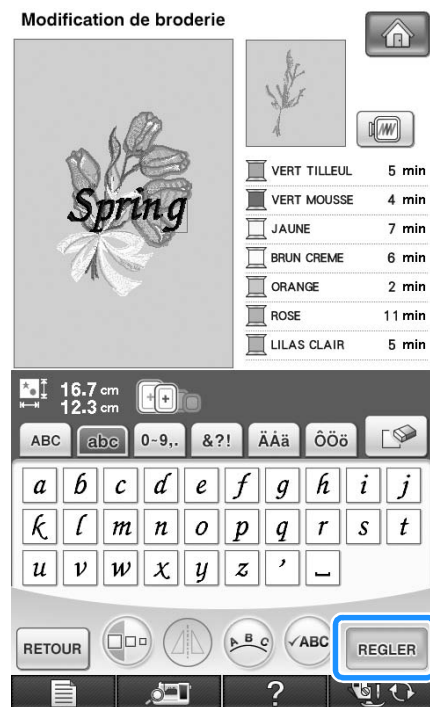 Modification de broderie
Spring
VERT TILLEUL 5 min
VERT MOUSSE 4 min
JAUNE 7 min
BRUN CREME 6 min
ORANGE 2 min
ROSE 11 min
LILAS CLAIR 5 min
16.7 cm
12.3 cm
ABC abc 0~9,. &?! ÄÅä ÔÖö
a b c d e f g h i j
k l m n o p q r s t
u v w x y z ’ ⎵
RETOUR A B C ✓ABC REGLER
?